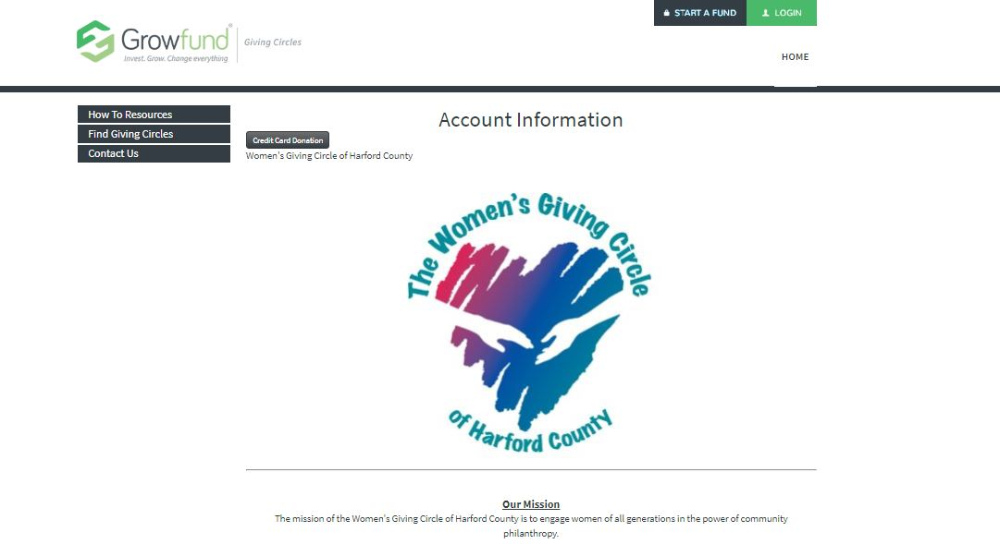 START A FUND
LOGIN
Growfund®
Giving Circles
Invest. Grow. Change everything
HOME
How To Resources
Find Giving Circles
Contact Us
Account Information
Credit Card Donation
Women's Giving Circle of Harford County
The Women's Giving Circle
of Harford County
Our Mission
The mission of the Women's Giving Circle of Harford County is to engage women of all generations in the power of community
philanthropy.